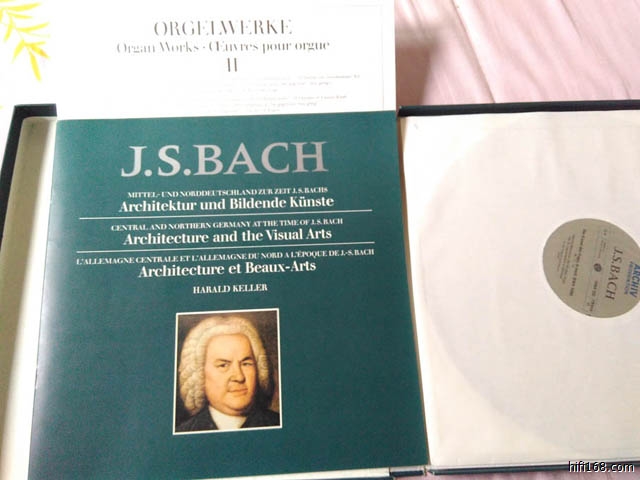 ORGELWERKE
Organ Works · Œuvres pour orgue
II
J.S.BACH
MITTEL- UND NORDDEUTSCHLAND ZUR ZEIT J.S.BACHS
Architektur und Bildende Künste
CENTRAL AND NORTHERN GERMANY AT THE TIME OF J.S. BACH
Architecture and the Visual Arts
L'ALLEMAGNE CENTRALE ET L'ALLEMAGNE DU NORD A L'ÉPOQUE DE J.-S. BACH
Architecture et Beaux-Arts
HARALD KELLER
ARCHIV
PRODUKTION
J.S.BACH
hifi168.com